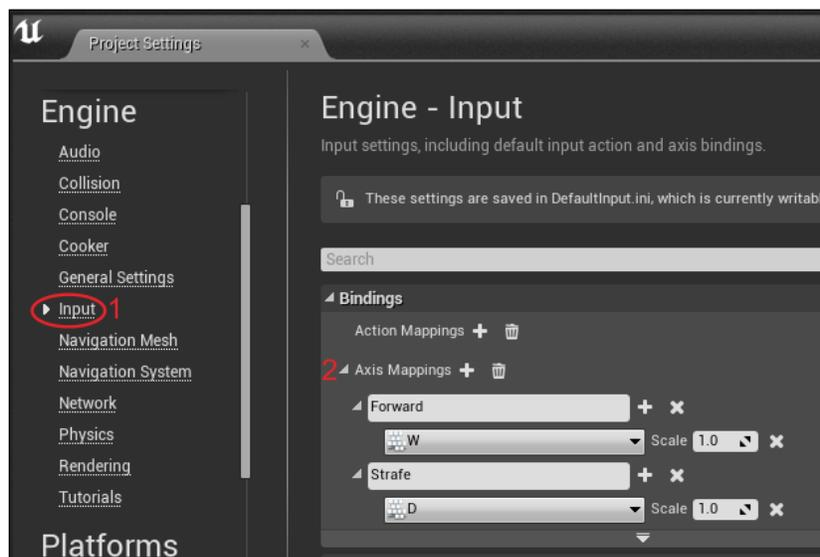 Project Settings
Engine
Audio
Collision
Console
Cooker
General Settings
Input 1
Navigation Mesh
Navigation System
Network
Physics
Rendering
Tutorials
Platforms
Engine - Input
Input settings, including default input action and axis bindings.
These settings are saved in DefaultInput.ini, which is currently writabl
Search
Bindings
Action Mappings
2 Axis Mappings
Forward
W Scale 1.0
Strafe
D Scale 1.0